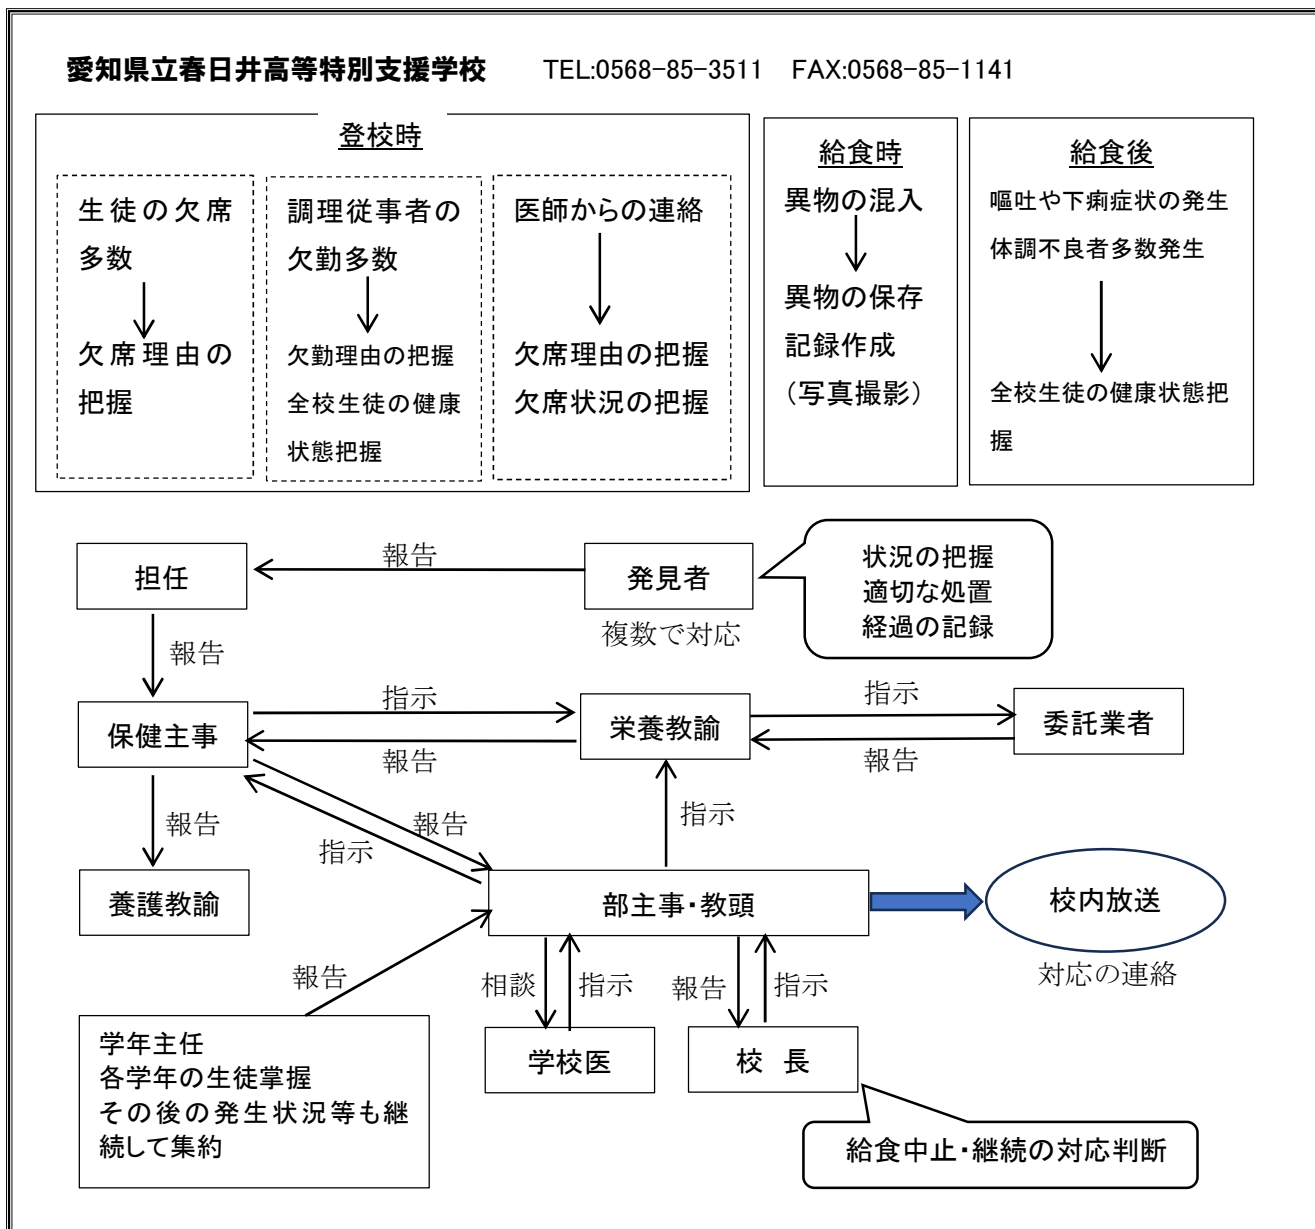 愛知県立春日井高等特別支援学校 TEL:0568-85-3511 FAX:0568-85-1141
登校時
生徒の欠席
多数
欠席理由の
把握
調理従事者の
欠勤多数
欠勤理由の把握
全校生徒の健康
状態把握
医師からの連絡
欠席理由の把握
欠席状況の把握
給食時
異物の混入
異物の保存
記録作成
(写真撮影)
給食後
嘔吐や下痢症状の発生
体調不良者多数発生
全校生徒の健康状態把
握
担任
報告
発見者
複数で対応
状況の把握
適切な処置
経過の記録
報告
保健主事
指示
報告
栄養教諭
指示
報告
委託業者
報告
報告
指示
指示
養護教諭
部主事・教頭
校内放送
対応の連絡
報告
相談
指示
報告
指示
学年主任
各学年の生徒掌握
その後の発生状況等も継
続して集約
学校医
校 長
給食中止・継続の対応判断